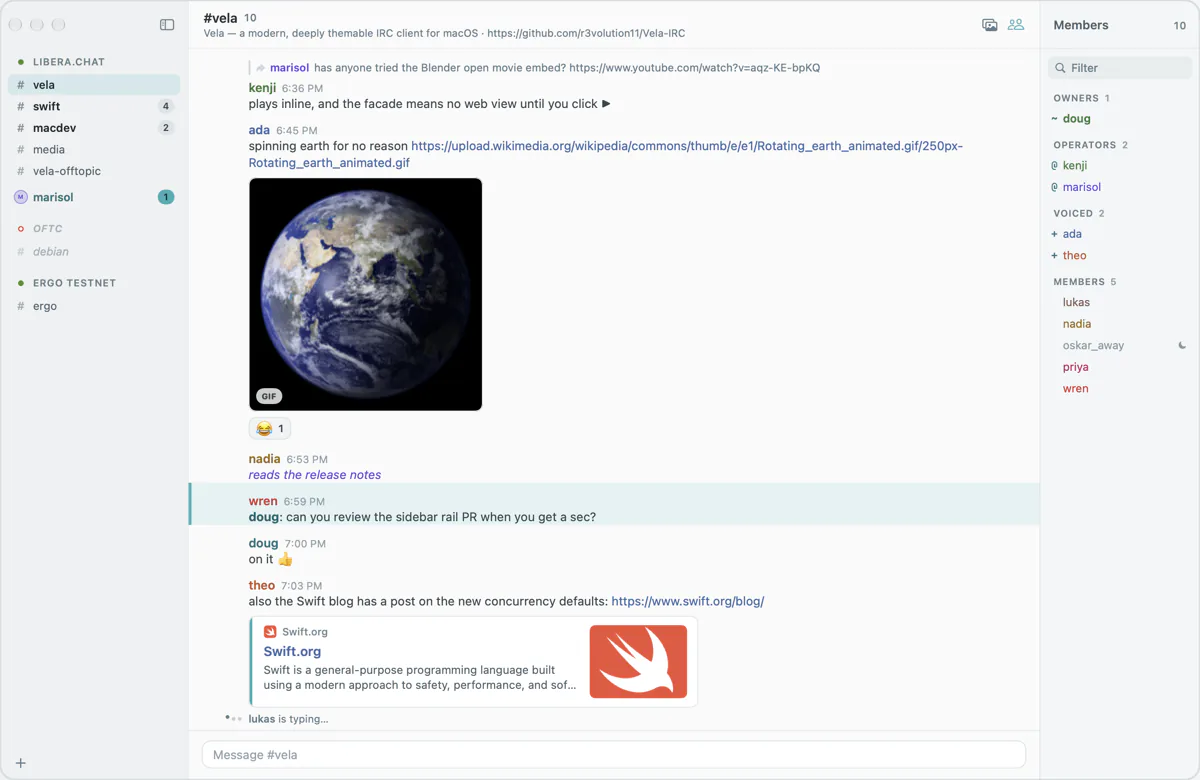 LIBERA.CHAT
# vela
# swift 4
# macdev 2
# media
# vela-offtopic
M marisol 1
OFTC
# debian
ERGO TESTNET
# ergo
#vela 10
Vela — a modern, deeply themable IRC client for macOS · https://github.com/r3volution11/Vela-IRC
marisol has anyone tried the Blender open movie embed? https://www.youtube.com/watch?v=aqz-KE-bpKQ
kenji 6:36 PM
plays inline, and the facade means no web view until you click ▶
ada 6:45 PM
spinning earth for no reason https://upload.wikimedia.org/wikipedia/commons/thumb/e/e1/Rotating_earth_animated.gif/250px-
Rotating_earth_animated.gif
GIF
😂 1
nadia 6:53 PM
reads the release notes
wren 6:59 PM
doug: can you review the sidebar rail PR when you get a sec?
doug 7:00 PM
on it 👍
theo 7:03 PM
also the Swift blog has a post on the new concurrency defaults: https://www.swift.org/blog/
Swift.org
Swift.org
Swift is a general-purpose programming language built
using a modern approach to safety, performance, and sof…
lukas is typing…
Message #vela
Members 10
Filter
OWNERS 1
~ doug
OPERATORS 2
@ kenji
@ marisol
VOICED 2
+ ada
+ theo
MEMBERS 5
lukas
nadia
oskar_away
priya
wren